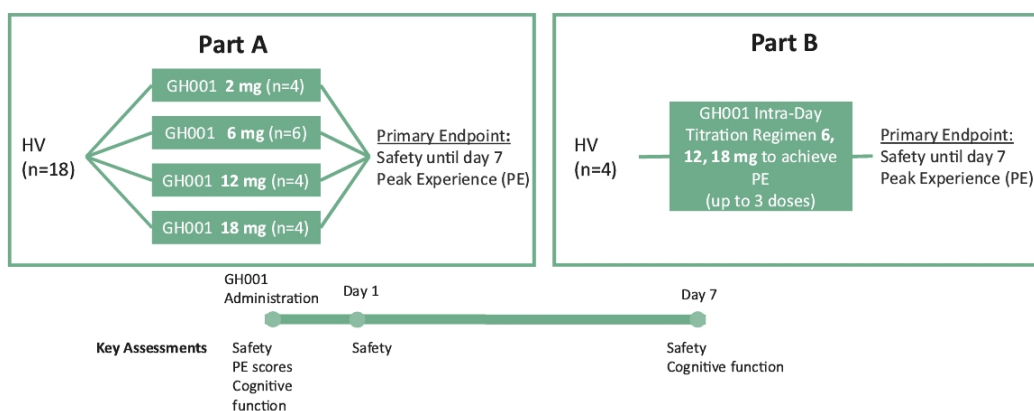 Part A
HV
(n=18)
GH001 2 mg (n=4)
GH001 6 mg (n=6)
GH001 12 mg (n=4)
GH001 18 mg (n=4)
Primary Endpoint:
Safety until day 7
Peak Experience (PE)
Part B
HV
(n=4)
GH001 Intra-Day
Titration Regimen 6,
12, 18 mg to achieve
PE
(up to 3 doses)
Primary Endpoint:
Safety until day 7
Peak Experience (PE)
GH001
Administration
Day 1
Day 7
Key Assessments
Safety
PE scores
Cognitive
function
Safety
Safety
Cognitive function